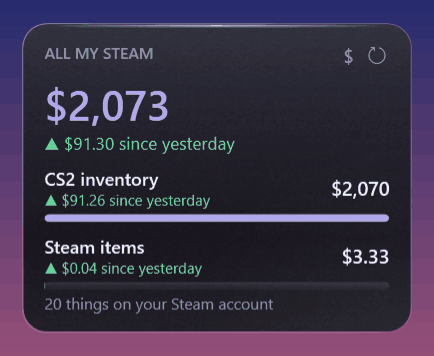 ALL MY STEAM $
$2,073
▲ $91.30 since yesterday
CS2 inventory $2,070
▲ $91.26 since yesterday
Steam items $3.33
▲ $0.04 since yesterday
20 things on your Steam account